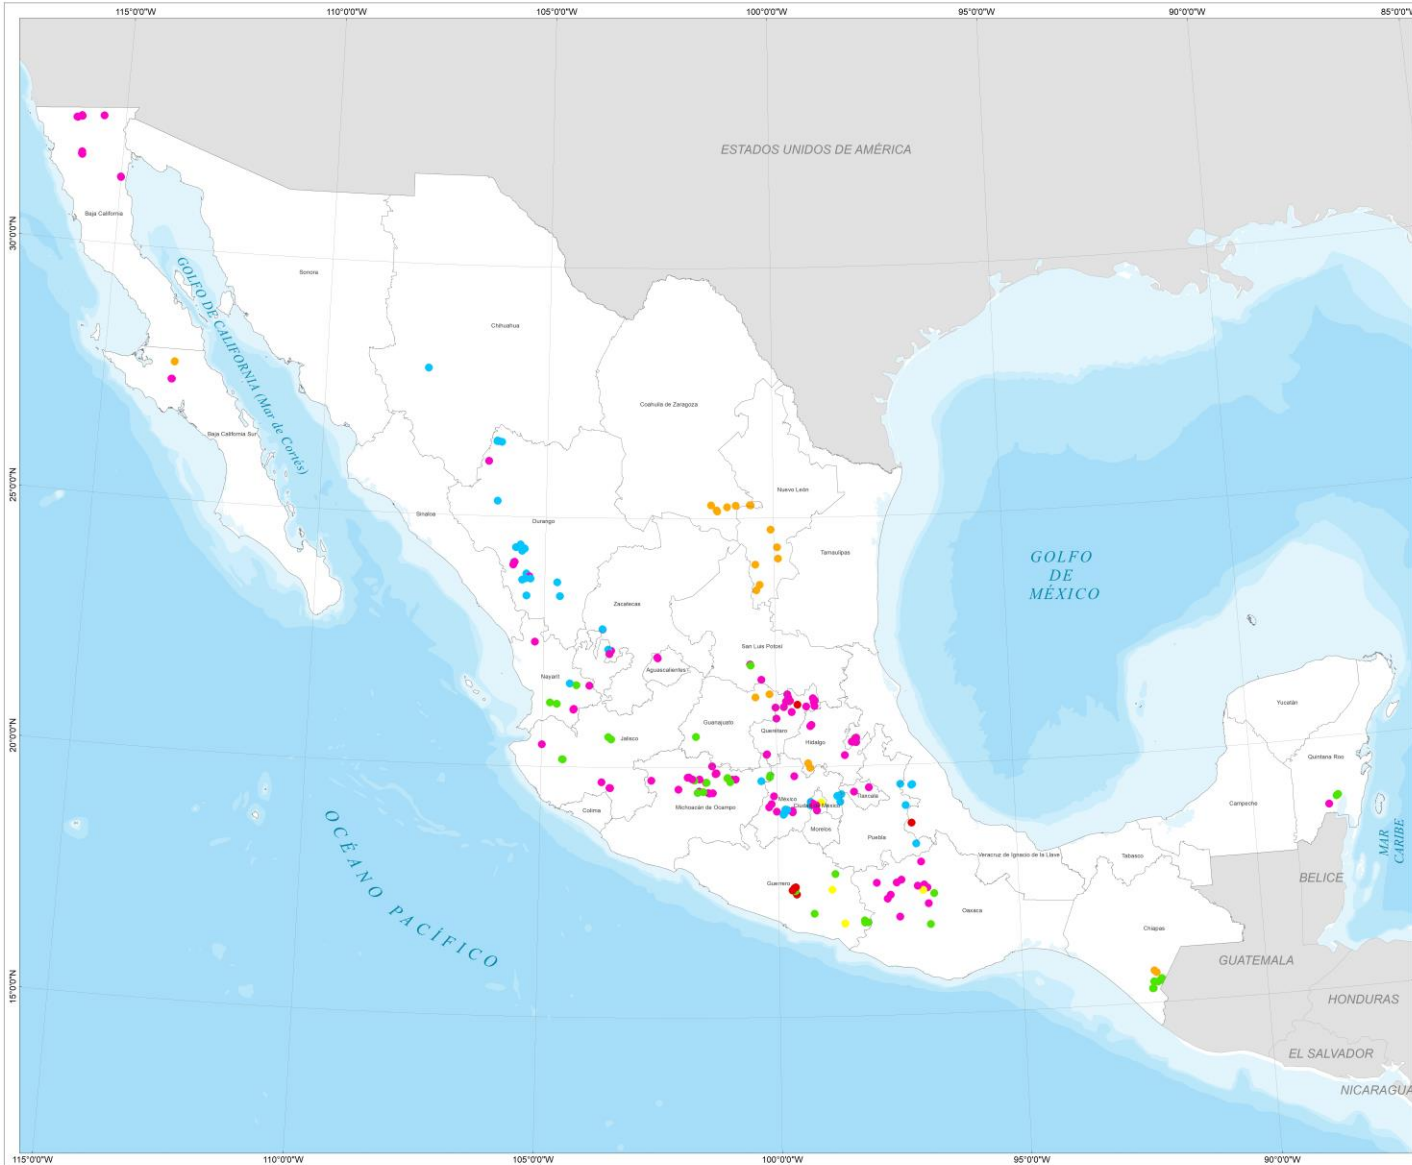 115°0'0"W 110°0'0"W 105°0'0"W 100°0'0"W 95°0'0"W 90°0'0"W 85°0'0"W
ESTADOS UNIDOS DE AMÉRICA
Baja California
30°0'0"N
Sonora
GOLFO DE CALIFORNIA (Mar de Cortés)
Chihuahua
Coahuila de Zaragoza
Baja California Sur
25°0'0"N
Nuevo León
Sinaloa
Durango
Tamaulipas
GOLFO
DE
MÉXICO
Zacatecas
San Luis Potosí
Nayarit
Aguascalientes
Yucatán
20°0'0"N
Guanajuato
Querétaro
Jalisco
Hidalgo
Quintana Roo
México
Tlaxcala
Colima
Michoacán de Ocampo
Ciudad de México
Campeche
Morelos
Puebla
MAR
CARIBE
OCÉANO PACÍFICO
Veracruz de Ignacio de la Llave
Tabasco
BELICE
Guerrero
Oaxaca
Chiapas
GUATEMALA
15°0'0"N
HONDURAS
EL SALVADOR
NICARAGUA
115°0'0"W 110°0'0"W 105°0'0"W 100°0'0"W 95°0'0"W 90°0'0"W